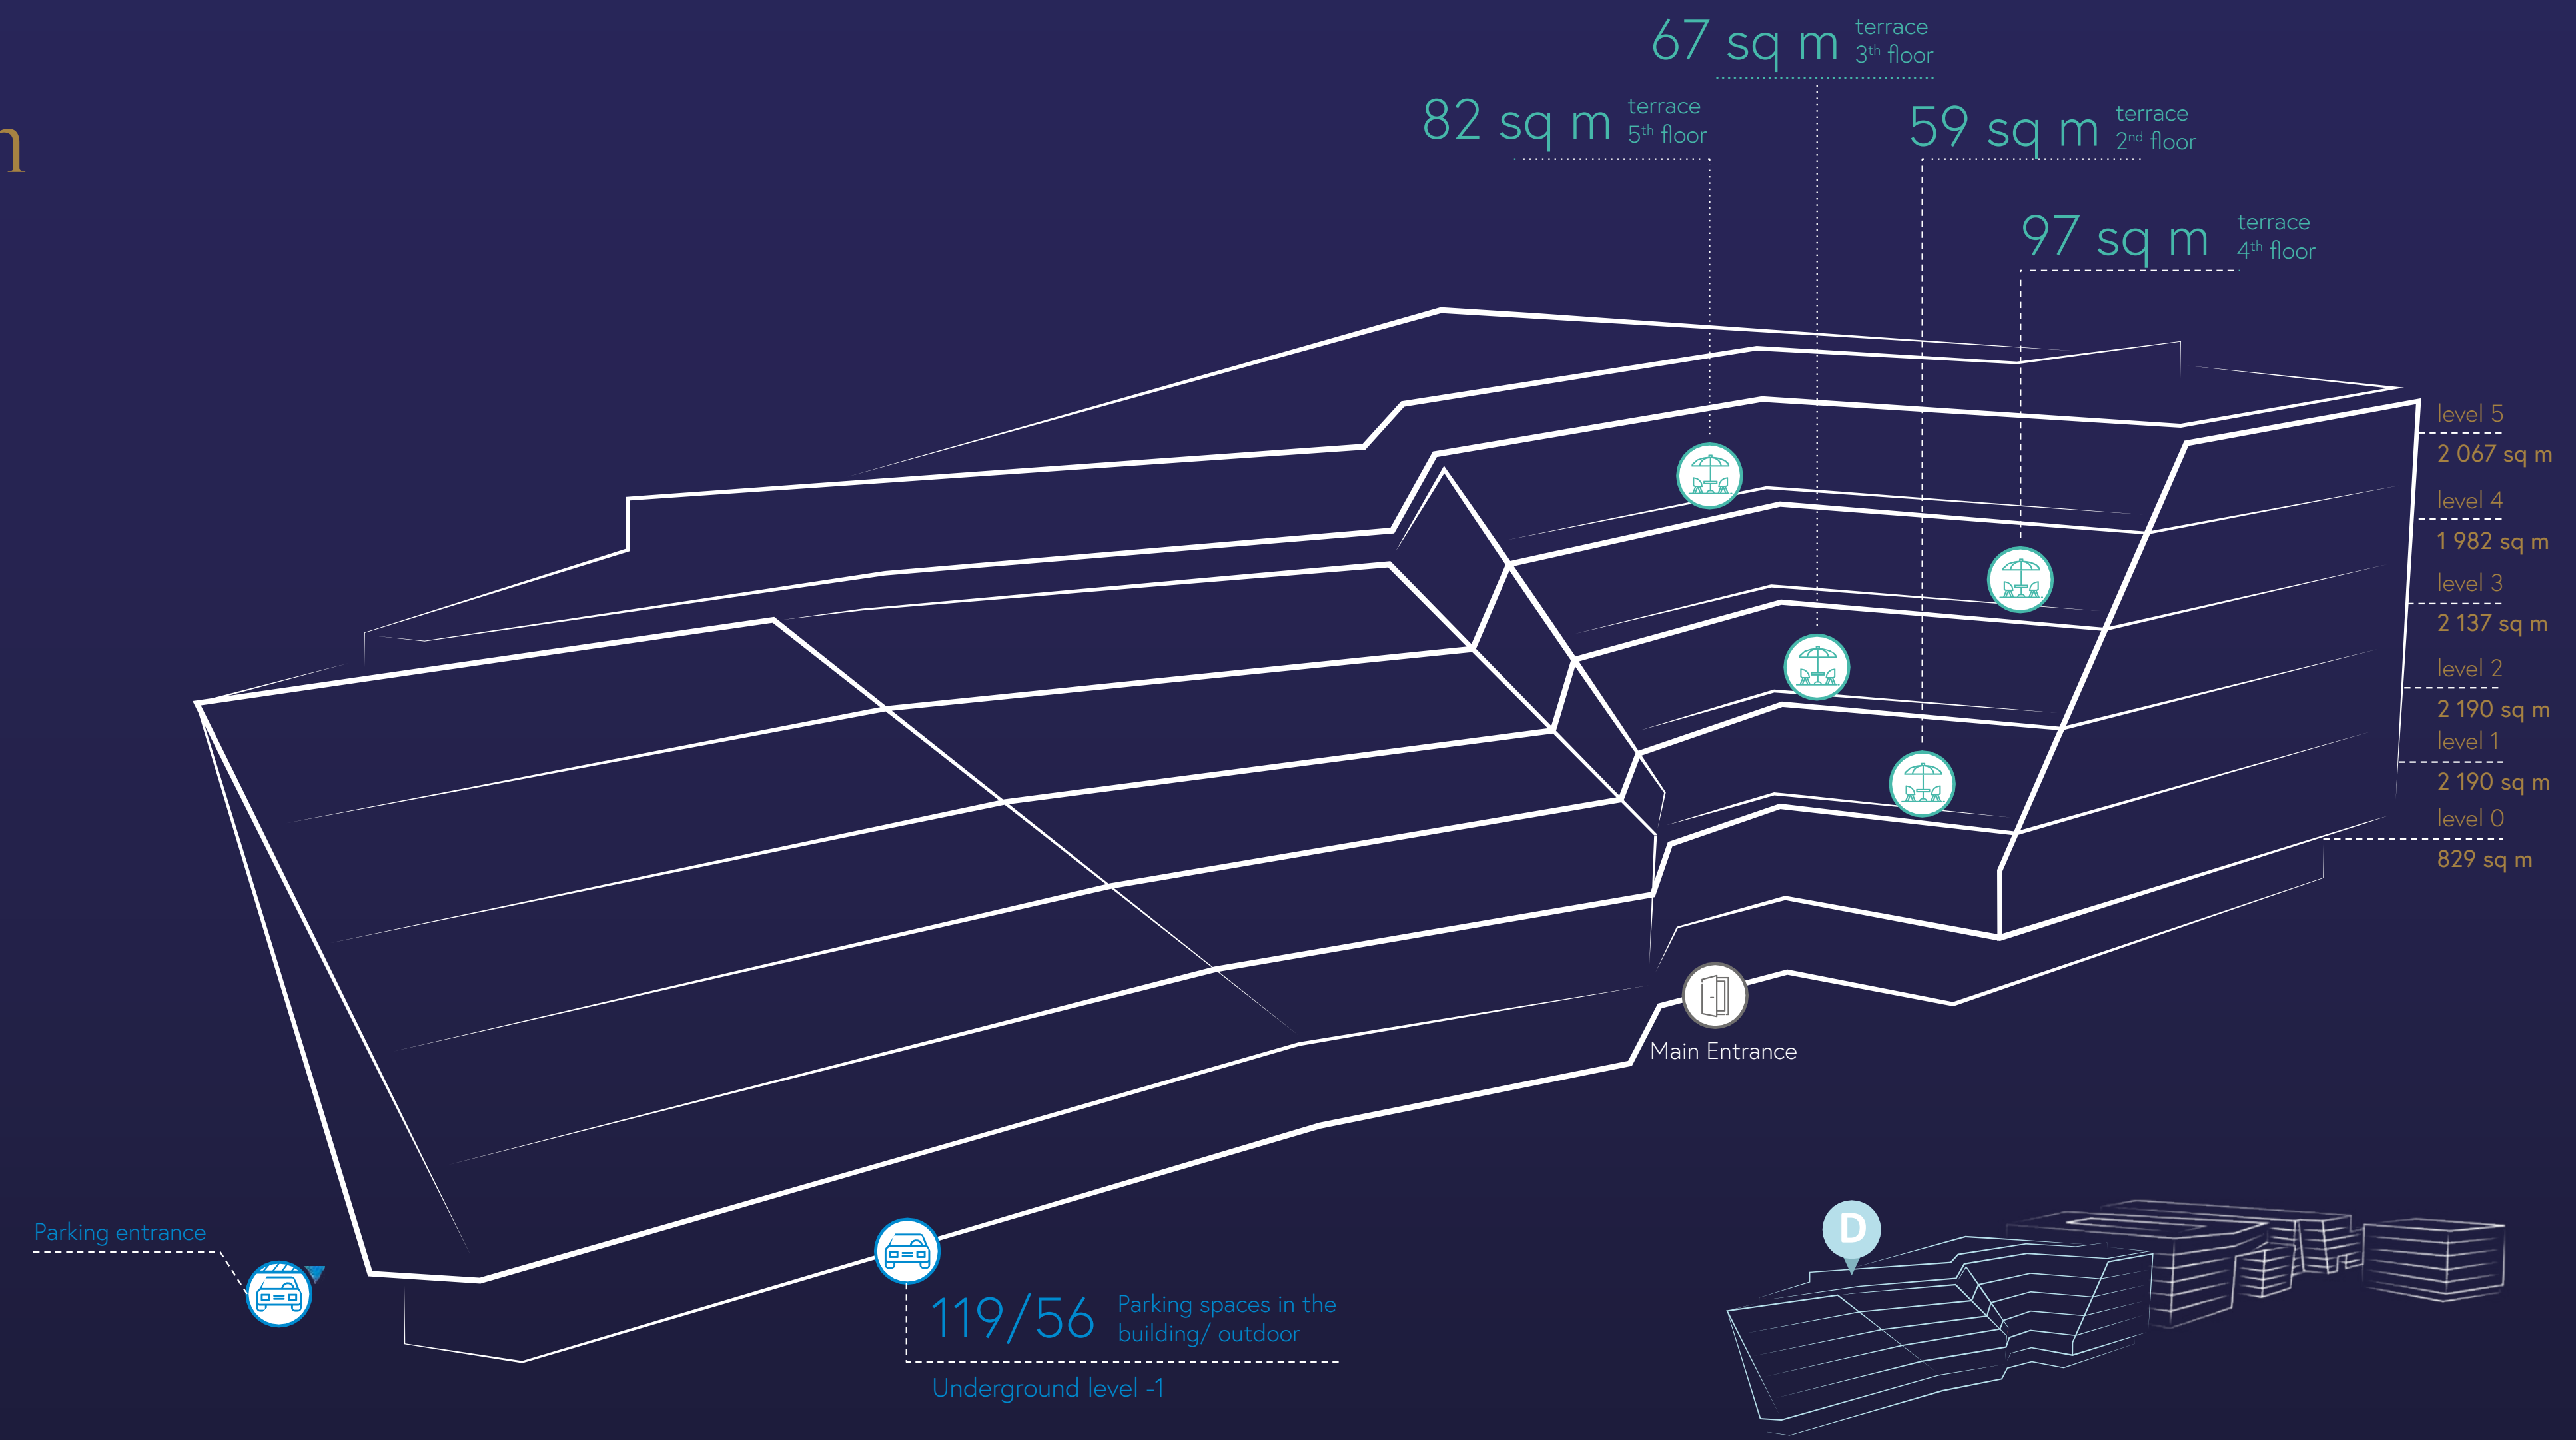 n
67 sq m terrace
3th floor
82 sq m terrace
5th floor
59 sq m terrace
2nd floor
97 sq m terrace
4th floor
level 5
2 067 sq m
level 4
1 982 sq m
level 3
2 137 sq m
level 2
2 190 sq m
level 1
2 190 sq m
level 0
829 sq m
Main Entrance
Parking entrance
119/56 Parking spaces in the
building/ outdoor
Underground level -1
D